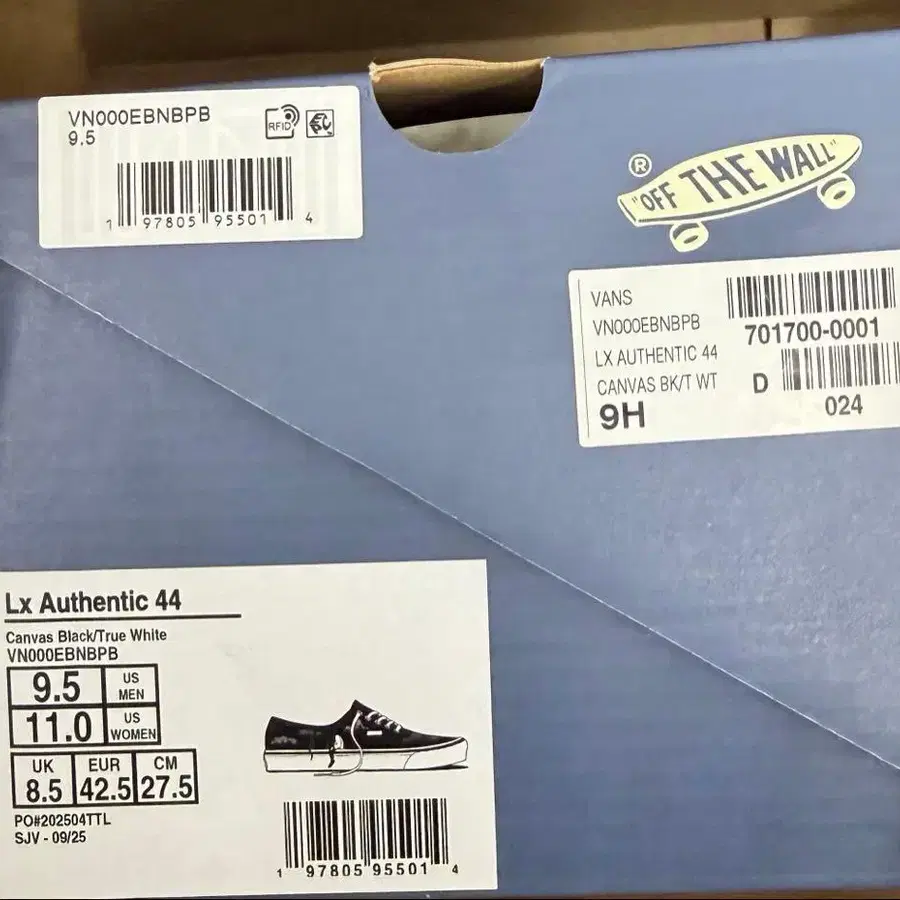 VN000EBNBPB
9.5
RFID
1 97805 95501 4
®
"OFF THE WALL"
VANS
VN000EBNBPB
LX AUTHENTIC 44
CANVAS BK/T WT
9H
701700-0001
D
024
Lx Authentic 44
Canvas Black/True White
VN000EBNBPB
9.5 US MEN
11.0 US WOMEN
UK EUR CM
8.5 42.5 27.5
PO#202504TTL
SJV - 09/25
1 97805 95501 4